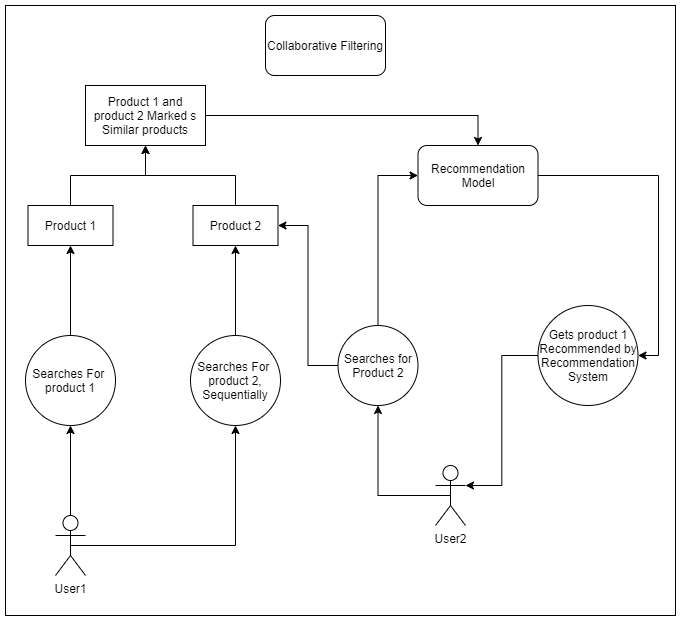 Collaborative Filtering
Product 1 and
product 2 Marked s
Similar products
Recommendation
Model
Product 1
Product 2
Searches For
product 1
Searches For
product 2,
Sequentially
Searches for
Product 2
Gets product 1
Recommended by
Recommendation
System
User1
User2